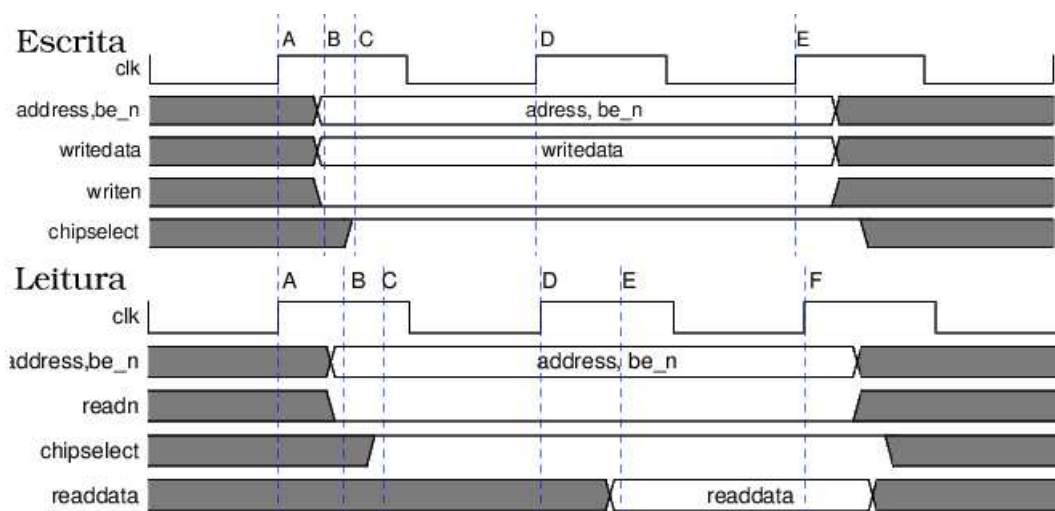 Escrita
A B C D E
clk
address,be_n adress, be_n
writedata writedata
writen
chipselect
Leitura
A B C D E F
clk
address,be_n address, be_n
readn
chipselect
readdata readdata